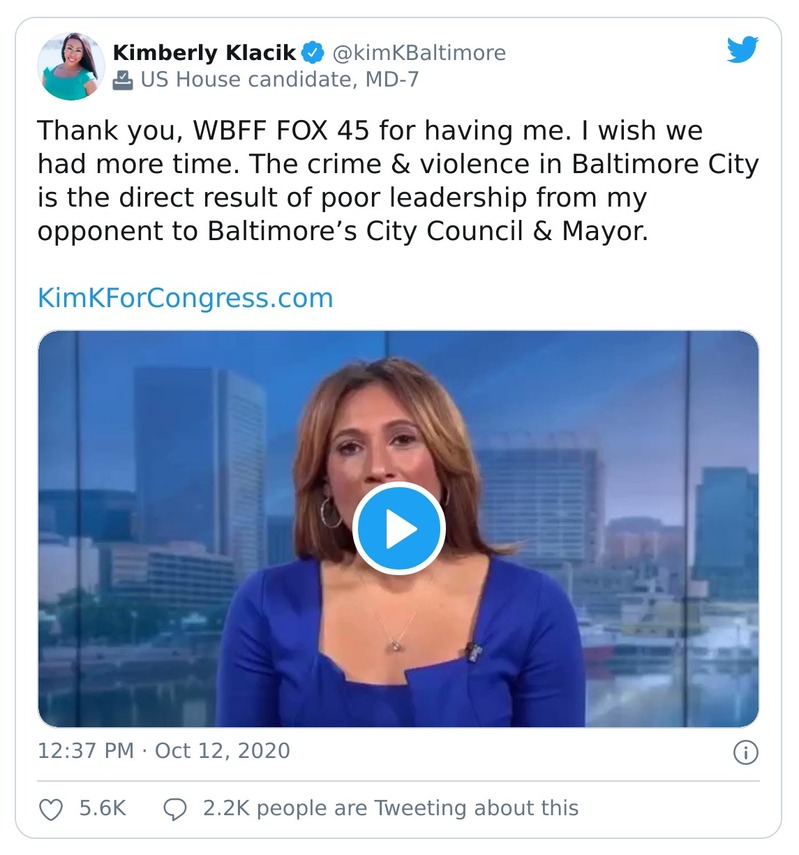 Kimberly Klacik @kimKBaltimore
US House candidate, MD-7
Thank you, WBFF FOX 45 for having me. I wish we
had more time. The crime & violence in Baltimore City
is the direct result of poor leadership from my
opponent to Baltimore’s City Council & Mayor.
KimKForCongress.com
12:37 PM · Oct 12, 2020
5.6K 2.2K people are Tweeting about this